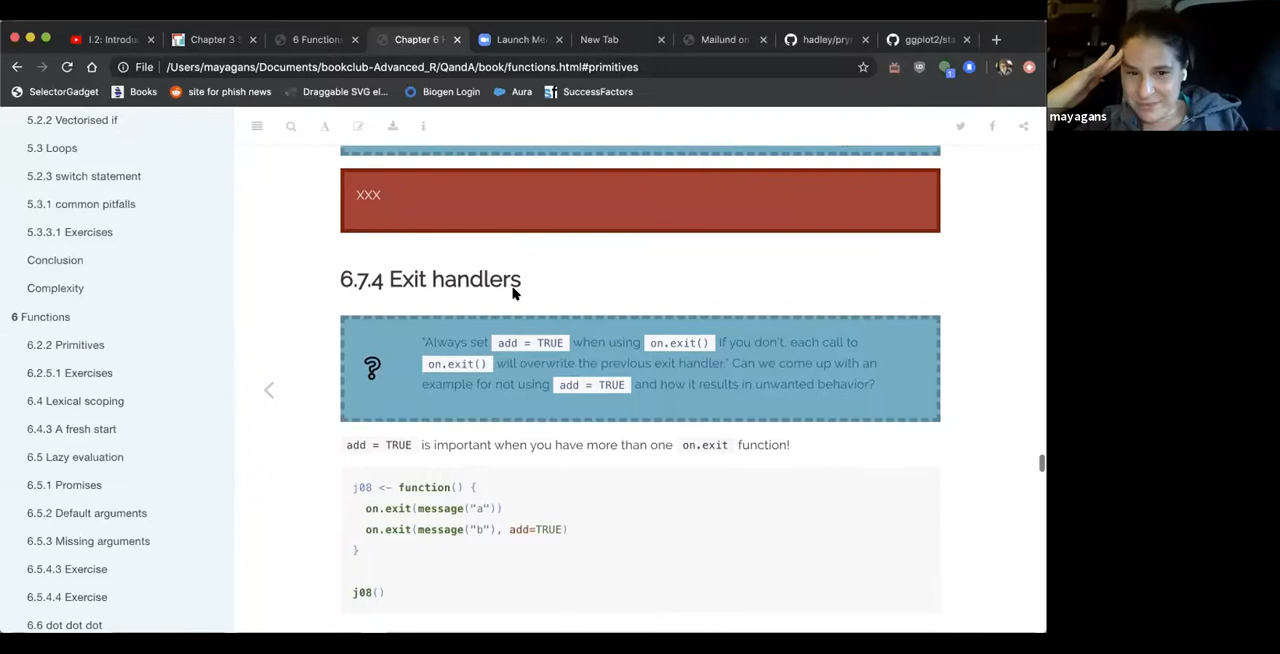 I.2: Introdu
Chapter 3 S
6 Function
Chapter 6 F
Launch Me
New Tab
Mailund on
hadley/pry
ggplot2/sta
File /Users/mayagans/Documents/bookclub-Advanced_R/QandA/book/functions.html#primitives
SelectorGadget
Books
site for phish news
Draggable SVG el...
Biogen Login
Aura
SuccessFactors
mayagans
5.2.2 Vectorised if
5.3 Loops
5.2.3 switch statement
5.3.1 common pitfalls
5.3.3.1 Exercises
Conclusion
Complexity
6 Functions
6.2.2 Primitives
6.2.5.1 Exercises
6.4 Lexical scoping
6.4.3 A fresh start
6.5 Lazy evaluation
6.5.1 Promises
6.5.2 Default arguments
6.5.3 Missing arguments
6.5.4.3 Exercise
6.5.4.4 Exercise
6.6 dot dot dot
XXX
6.7.4 Exit handlers
"Always set add = TRUE when using on.exit() If you don't, each call to
on.exit() will overwrite the previous exit handler." Can we come up with an
example for not using add = TRUE and how it results in unwanted behavior?
add = TRUE is important when you have more than one on.exit function!
j08 <- function() {
on.exit(message("a"))
on.exit(message("b"), add=TRUE)
}
j08()